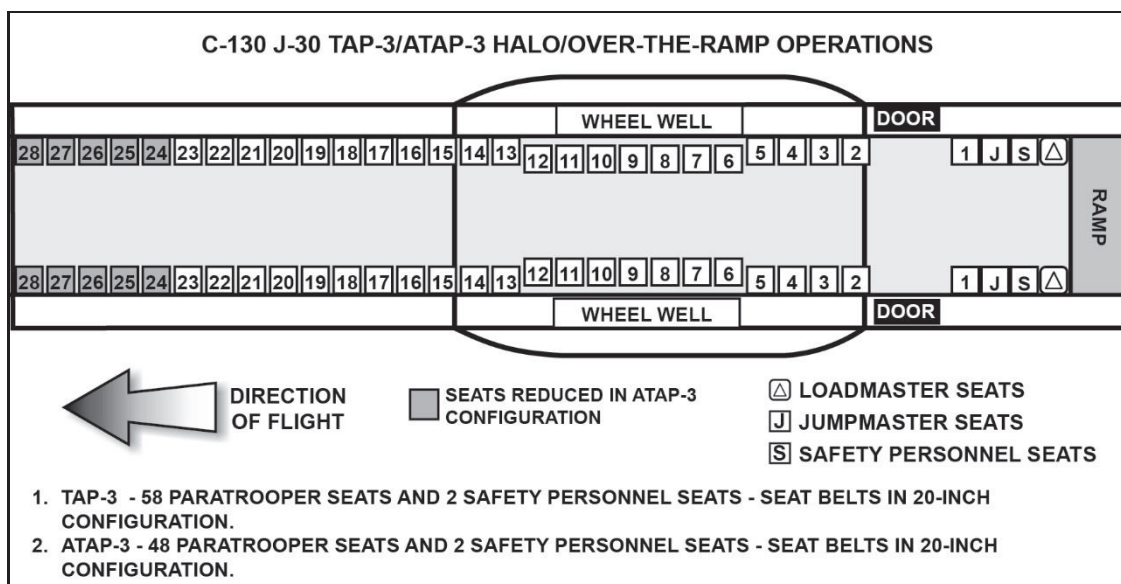 C-130 J-30 TAP-3/ATAP-3 HALO/OVER-THE-RAMP OPERATIONS
WHEEL WELL
DOOR
28 27 26 25 24 23 22 21 20 19 18 17 16 15 14 13 12 11 10 9 8 7 6 5 4 3 2 1 J S
RAMP
28 27 26 25 24 23 22 21 20 19 18 17 16 15 14 13 12 11 10 9 8 7 6 5 4 3 2 1 J S
WHEEL WELL
DOOR
DIRECTION
OF FLIGHT
SEATS REDUCED IN ATAP-3
CONFIGURATION
LOADMASTER SEATS
J JUMPMASTER SEATS
S SAFETY PERSONNEL SEATS
1. TAP-3 - 58 PARATROOPER SEATS AND 2 SAFETY PERSONNEL SEATS - SEAT BELTS IN 20-INCH
CONFIGURATION.
2. ATAP-3 - 48 PARATROOPER SEATS AND 2 SAFETY PERSONNEL SEATS - SEAT BELTS IN 20-INCH
CONFIGURATION.